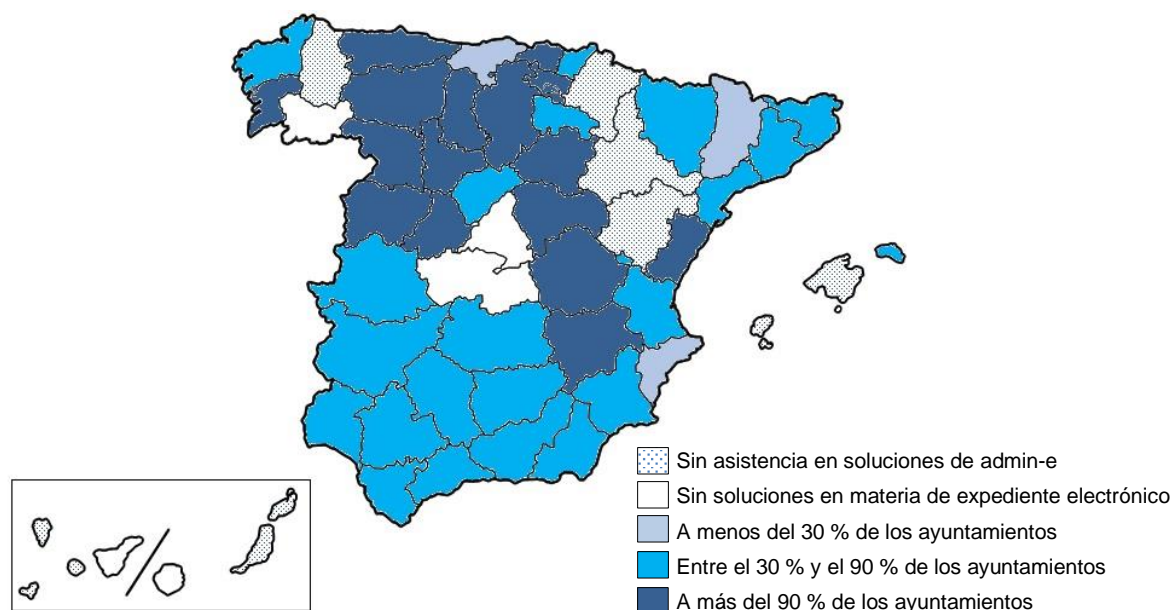 Sin asistencia en soluciones de admin-e
Sin soluciones en materia de expediente electrónico
A menos del 30 % de los ayuntamientos
Entre el 30 % y el 90 % de los ayuntamientos
A más del 90 % de los ayuntamientos